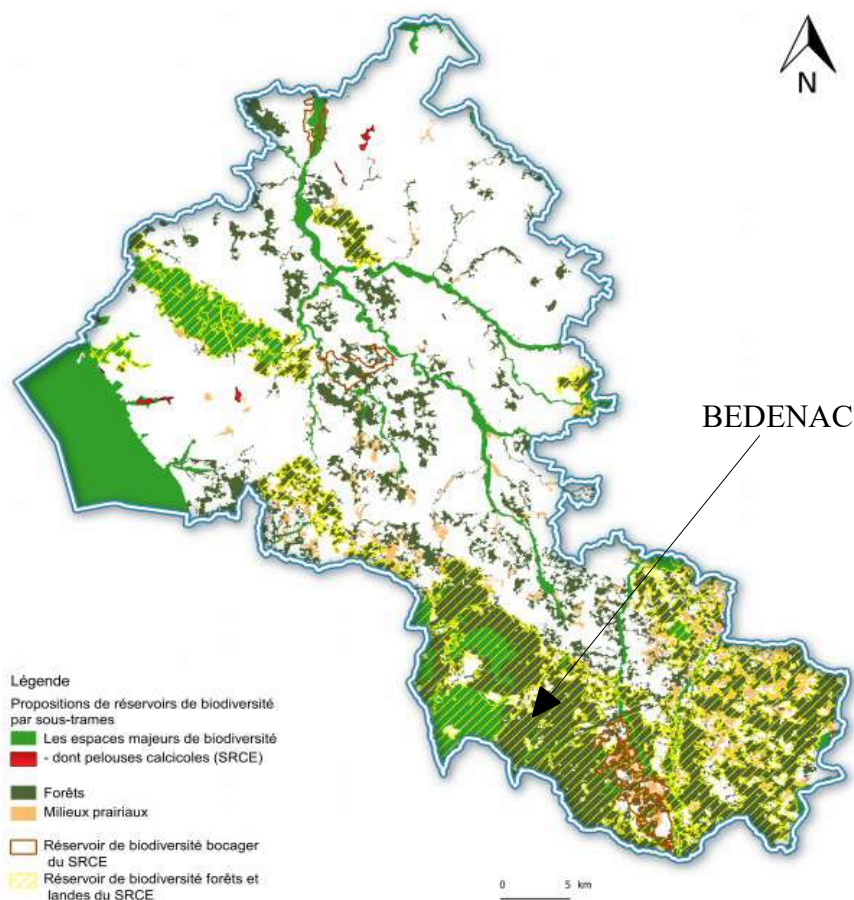 N
BEDENAC
Légende
Propositions de réservoirs de biodiversité
par sous-trames
Les espaces majeurs de biodiversité
- dont pelouses calcicoles (SRCE)
Forêts
Milieux prairiaux
Réservoir de biodiversité bocager
du SRCE
Réservoir de biodiversité forêts et
landes du SRCE
0 5 km